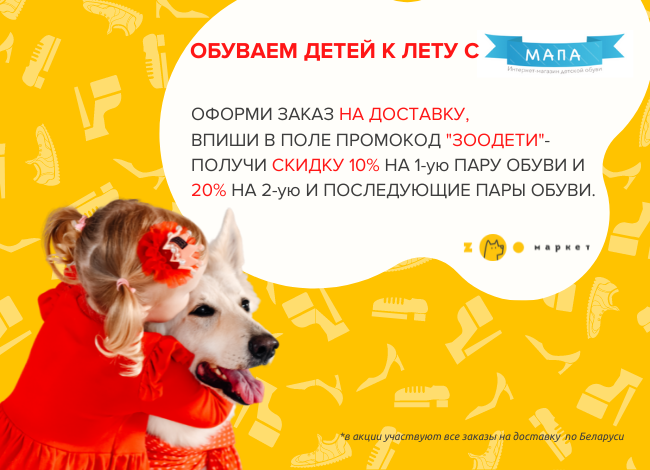 ОБУВАЕМ ДЕТЕЙ К ЛЕТУ С
МАПА
Интернет-магазин детской обуви
ОФОРМИ ЗАКАЗ НА ДОСТАВКУ,
ВПИШИ В ПОЛЕ ПРОМОКОД "ЗООДЕТИ"-
ПОЛУЧИ СКИДКУ 10% НА 1-ую ПАРУ ОБУВИ И
20% НА 2-ую И ПОСЛЕДУЮЩИЕ ПАРЫ ОБУВИ.
ZOO маркет
*в акции участвуют все заказы на доставку по Беларуси